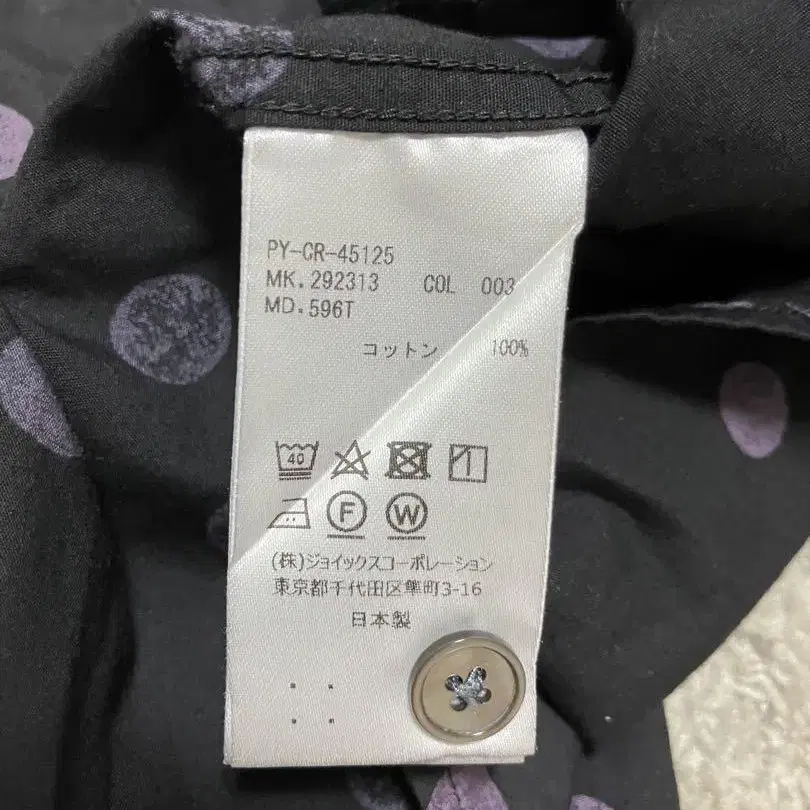 PY-CR-45125
MK.292313 COL 003
MD.596T
コットン 100%
40
F W
(株)ジョイックスコーポレーション
東京都千代田区隼町3-16
日本製